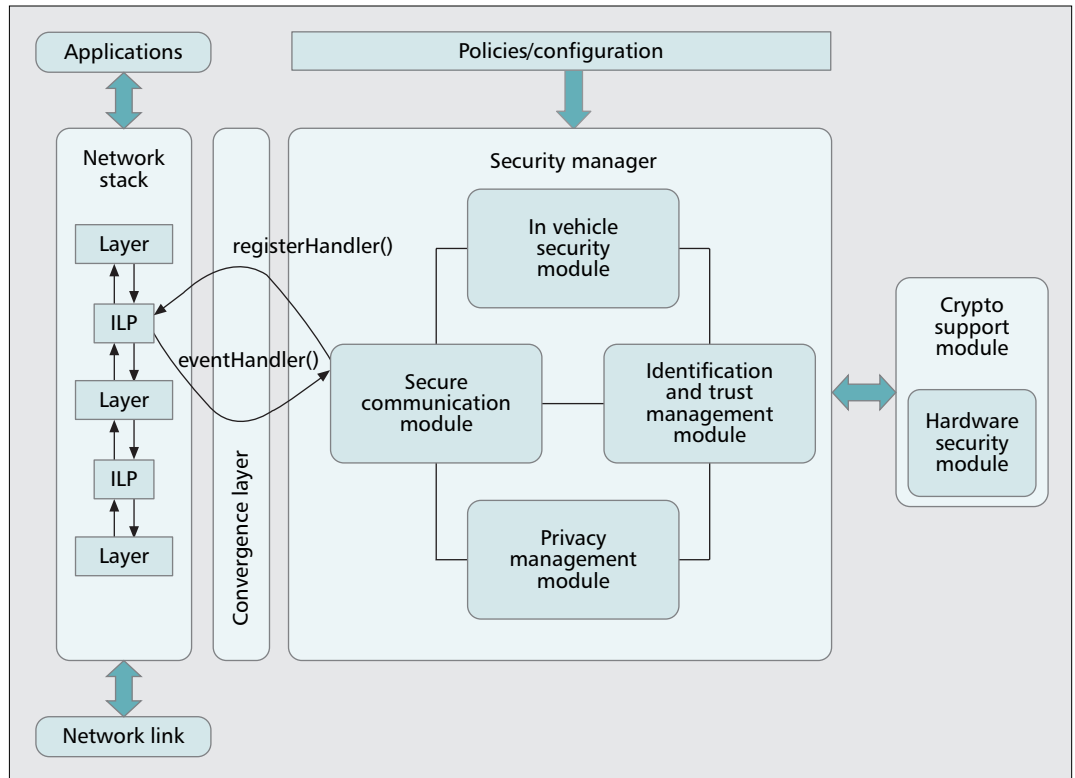 Applications
Policies/configuration
Network
stack
Security manager
Layer
ILP
Layer
ILP
Layer
registerHandler()
eventHandler()
Convergence layer
In vehicle
security
module
Secure
communication
module
Identification
and trust
management
module
Privacy
management
module
Crypto
support
module
Hardware
security
module
Network link